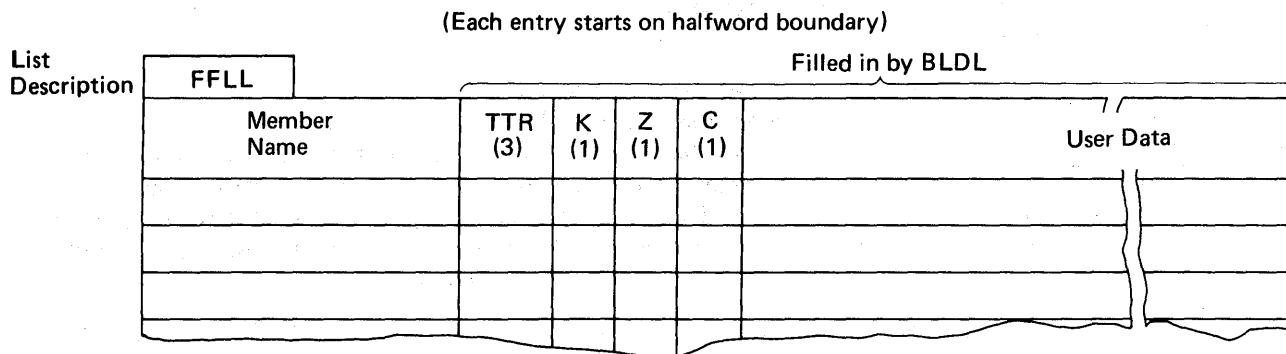 (Each entry starts on halfword boundary)
List
Description
FFLL
Filled in by BLDL
Member
Name
TTR
(3)
K
(1)
Z
(1)
C
(1)
User Data